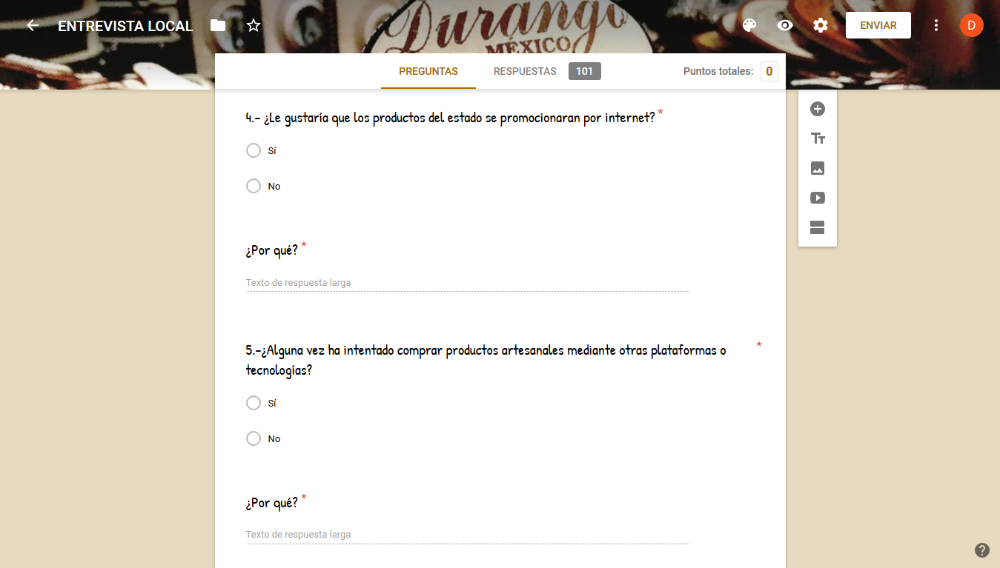 Durango
MÉXICO
ENTREVISTA LOCAL
ENVIAR
D
PREGUNTAS
RESPUESTAS 101
Puntos totales: 0
4.- ¿Le gustaría que los productos del estado se promocionaran por internet? *
Sí
No
¿Por qué? *
Texto de respuesta larga
5.-¿Alguna vez ha intentado comprar productos artesanales mediante otras plataformas o *
tecnologías?
Sí
No
¿Por qué? *
Texto de respuesta larga